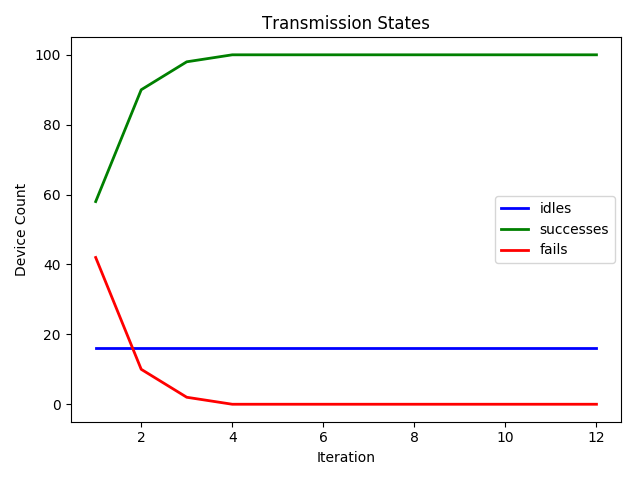 Transmission States
100
80
60
40
20
0
Device Count
idles
successes
fails
2 4 6 8 10 12
Iteration